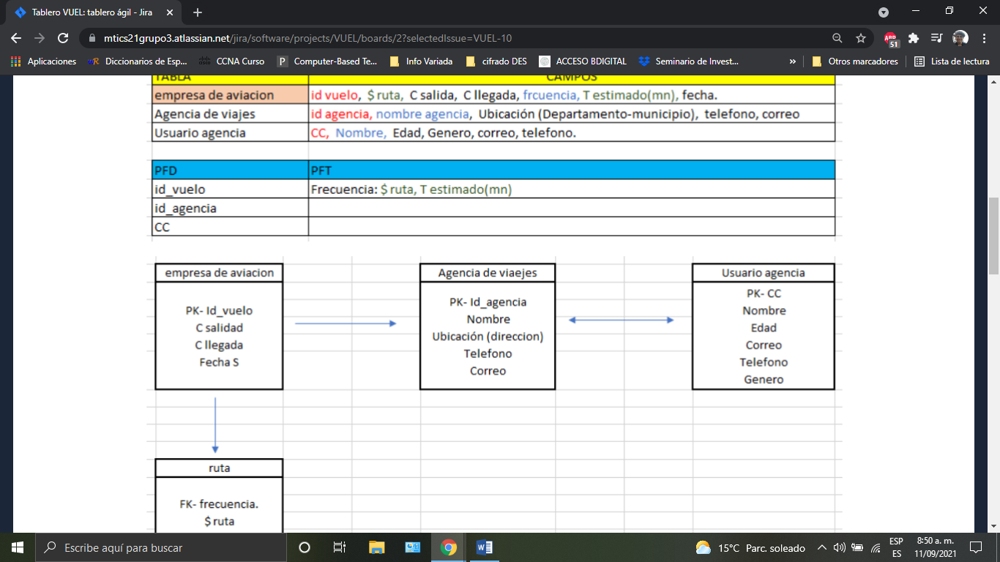 Tablero VUEL: tablero ágil - Jira
mtics21grupo3.atlassian.net/jira/software/projects/VUEL/boards/2?selectedIssue=VUEL-10
ABP
51
Aplicaciones
Diccionarios de Esp...
CCNA Curso
Computer-Based Te...
Info Variada
cifrado DES
ACCESO BDIGITAL
Seminario de Invest...
»
Otros marcadores
Lista de lectura
TABLA CAMPOS
empresa de aviacion id vuelo, $ ruta, C salida, C llegada, frcuencia, T estimado(mn), fecha.
Agencia de viajes id agencia, nombre agencia, Ubicación (Departamento-municipio), telefono, correo
Usuario agencia CC, Nombre, Edad, Genero, correo, telefono.
PFD PFT
id_vuelo Frecuencia: $ ruta, T estimado(mn)
id_agencia
CC
empresa de aviacion
PK- Id_vuelo
C salidad
C llegada
Fecha S
Agencia de viaejes
PK- Id_agencia
Nombre
Ubicación (direccion)
Telefono
Correo
Usuario agencia
PK- CC
Nombre
Edad
Correo
Telefono
Genero
ruta
FK- frecuencia.
$ ruta
Escribe aquí para buscar
15°C Parc. soleado
ESP
ES
8:50 a. m.
11/09/2021